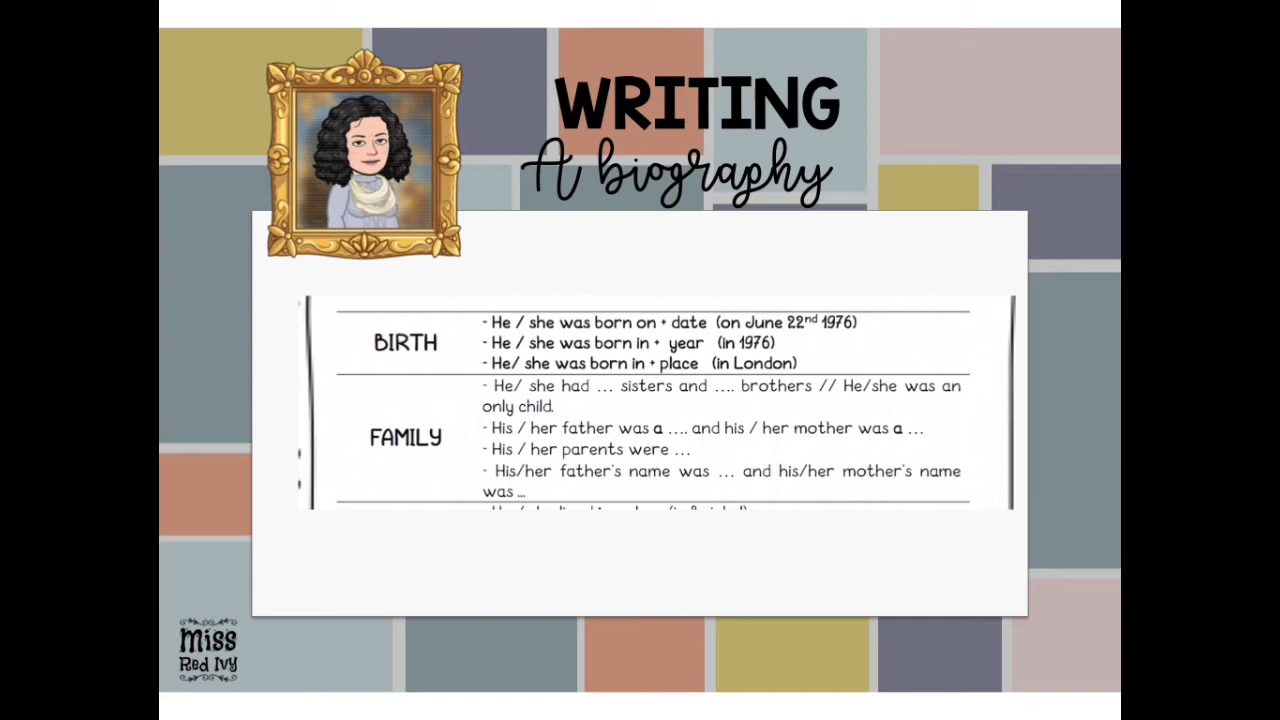 WRITING
A biography
BIRTH
- He / she was born on + date (on June 22nd 1976)
- He / she was born in + year (in 1976)
- He/ she was born in + place (in London)
FAMILY
- He/ she had ... sisters and .... brothers // He/she was an
only child.
- His / her father was a .... and his / her mother was a ...
- His / her parents were ...
- His/her father's name was ... and his/her mother's name
was ...
Miss
Red Ivy